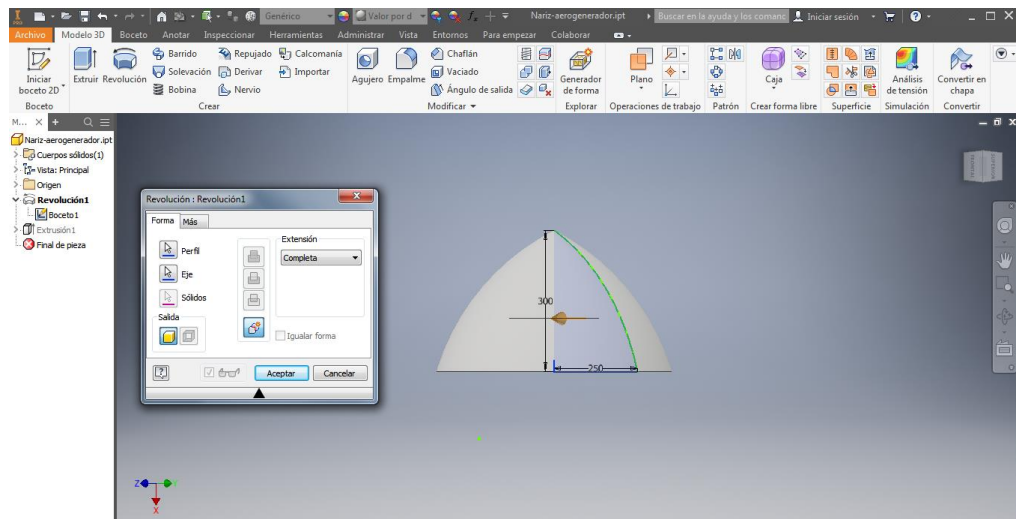 Genérico
Valor por d
Nariz-aerogenerador.ipt
Buscar en la ayuda y los comanc
Iniciar sesión
Archivo Modelo 3D Boceto Anotar Inspeccionar Herramientas Administrar Vista Entornos Para empezar Colaborar
Iniciar boceto 2D
Extruir
Revolución
Barrido
Solevación
Bobina
Repujado
Derivar
Nervio
Calcomanía
Importar
Agujero
Empalme
Chaflán
Vaciado
Ángulo de salida
Generador de forma
Plano
Caja
Análisis de tensión
Convertir en chapa
Boceto
Crear
Modificar
Explorar
Operaciones de trabajo
Patrón
Crear forma libre
Superficie
Simulación
Convertir
M...
Nariz-aerogenerador.ipt
Cuerpos sólidos(1)
Vista: Principal
Origen
Revolución1
Boceto1
Extrusión1
Final de pieza
Revolución : Revolución1
Forma Más
Perfil
Eje
Sólidos
Salida
Extensión
Completa
Igualar forma
Aceptar
Cancelar
300
250
Z
Y
X